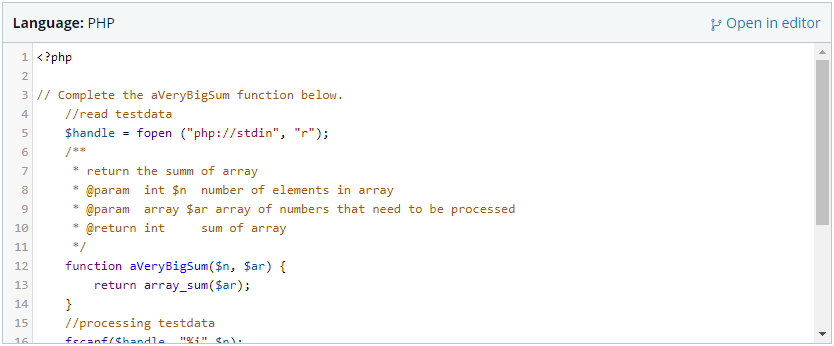 Language: PHP
Open in editor
1 <?php
2
3 // Complete the aVeryBigSum function below.
4     //read testdata
5     $handle = fopen ("php://stdin", "r");
6     /**
7      * return the summ of array
8      * @param  int $n  number of elements in array
9      * @param  array $ar array of numbers that need to be processed
10      * @return int     sum of array
11      */
12     function aVeryBigSum($n, $ar) {
13         return array_sum($ar);
14     }
15     //processing testdata
16     fscanf($handle, "%i",$n);